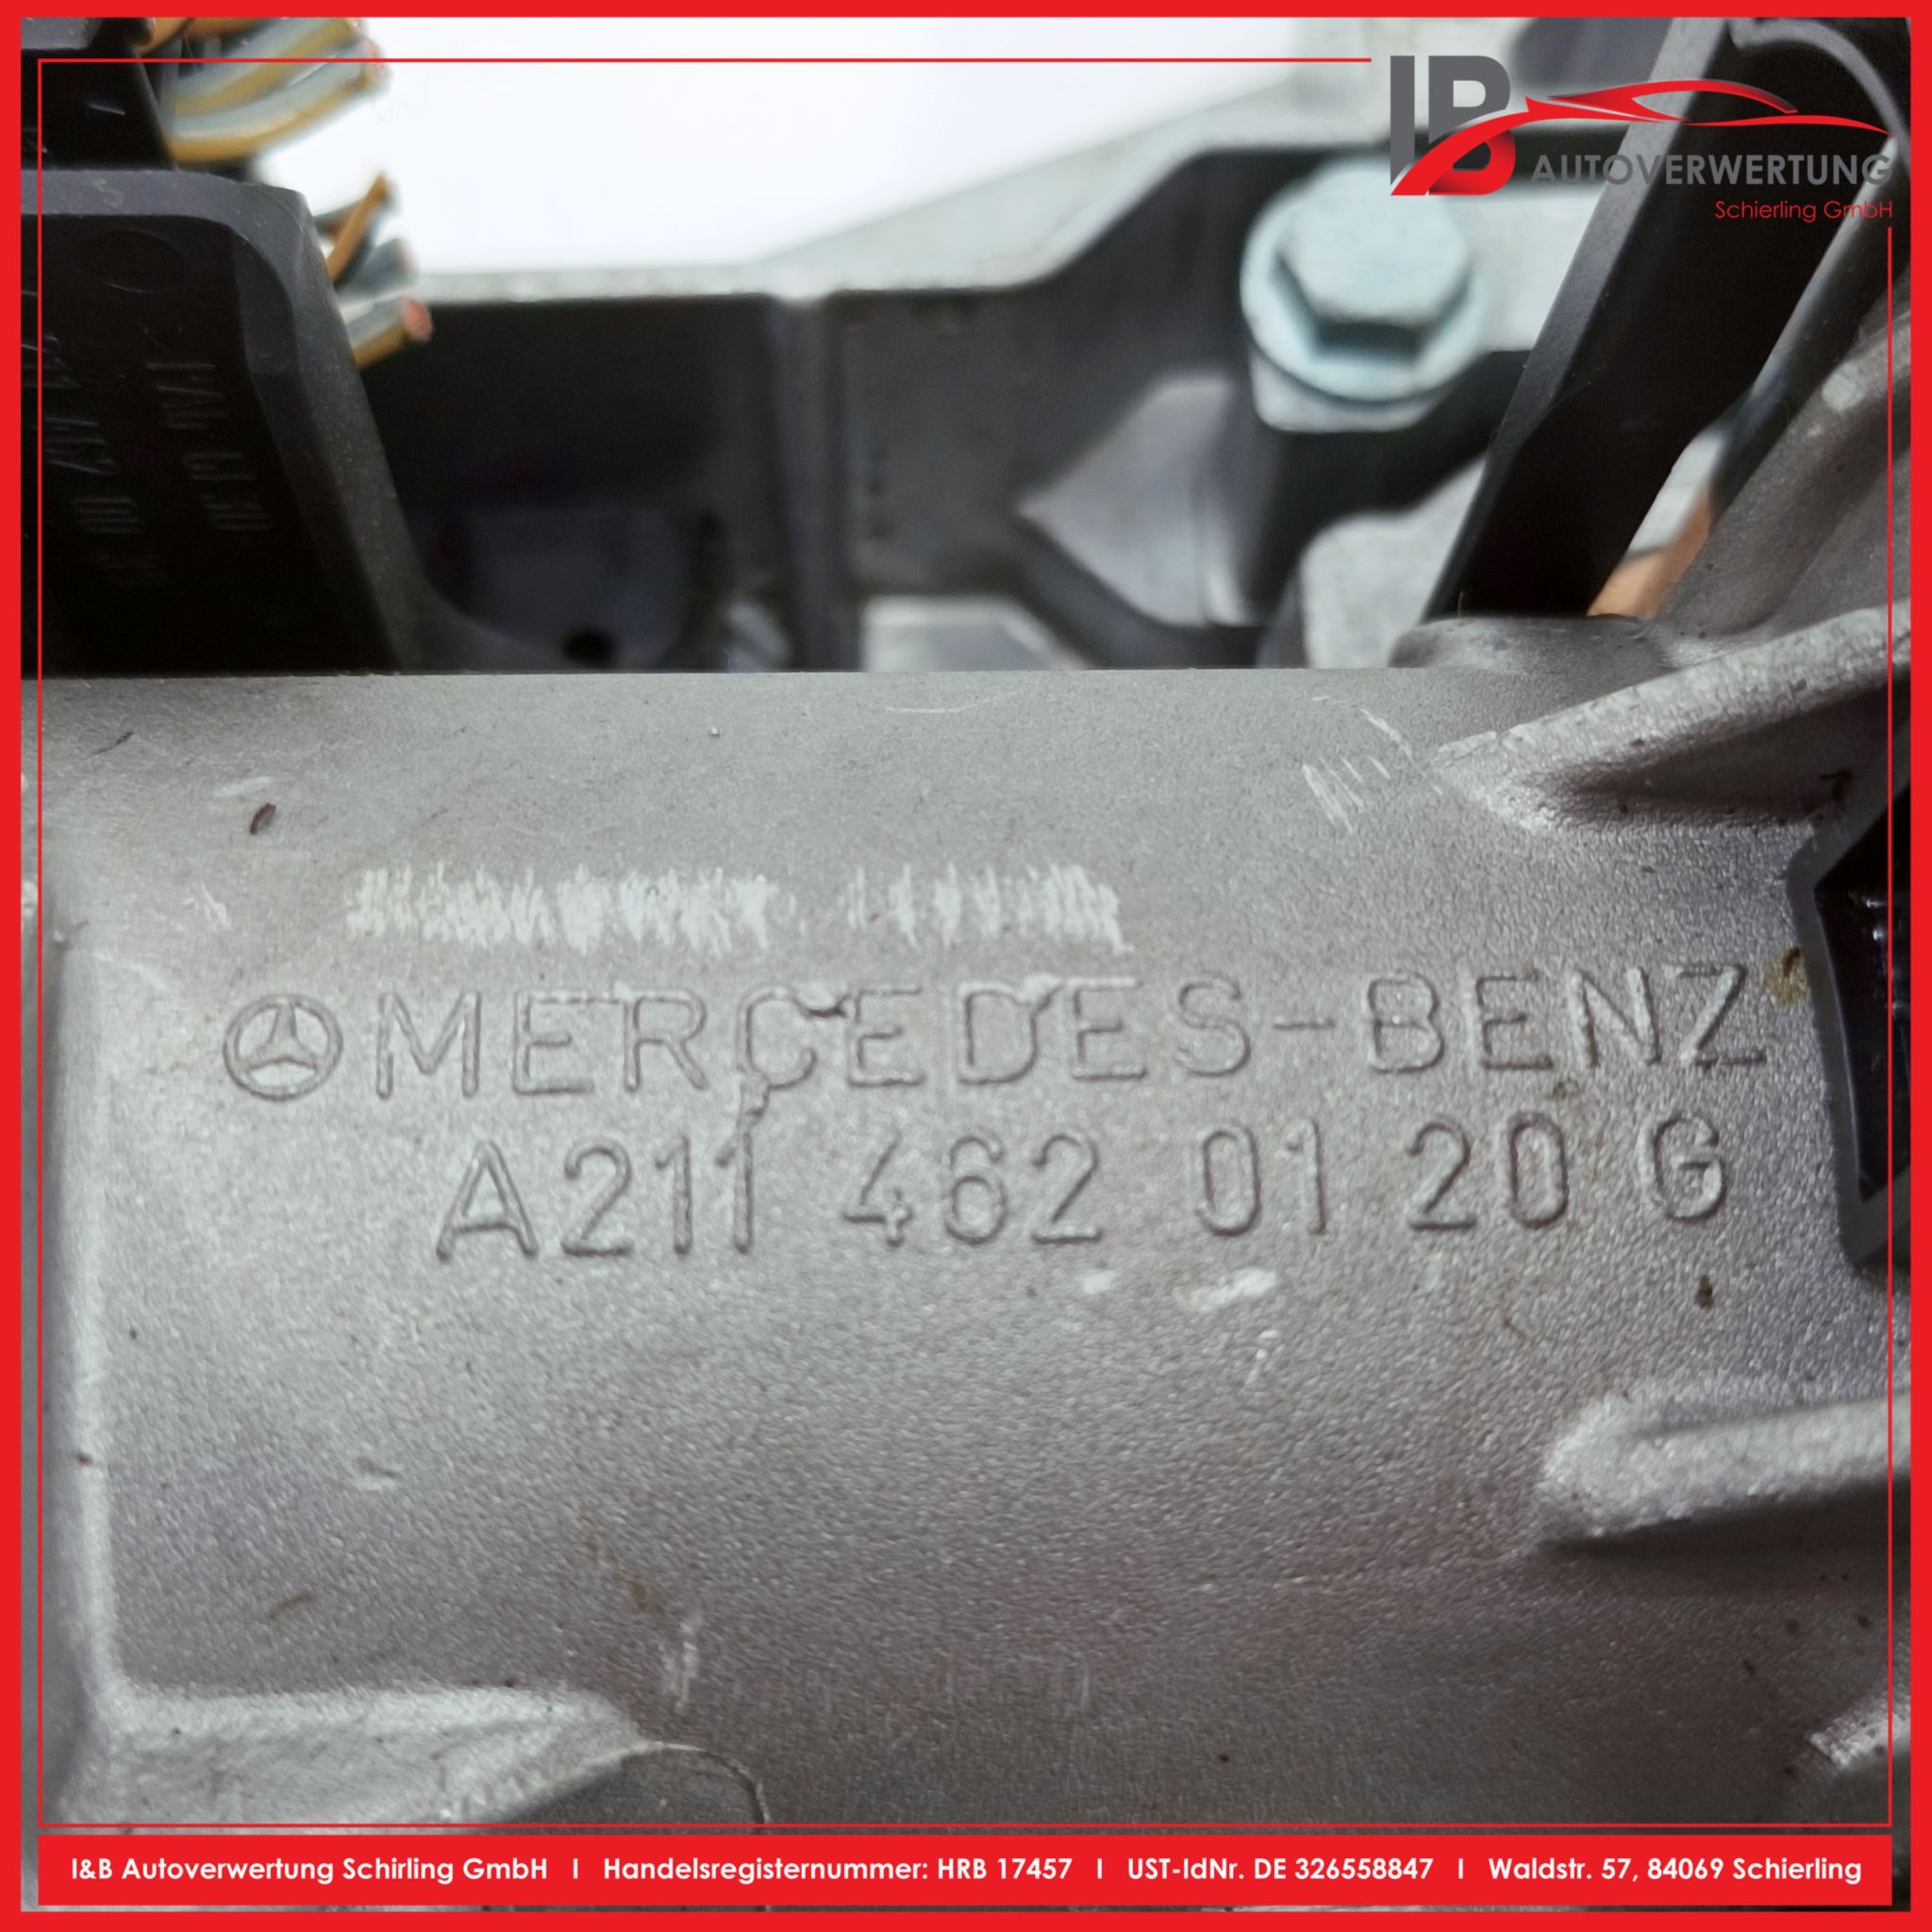 IB
AUTOVERWERTUNG
Schierling GmbH
MERCEDES-BENZ
A211 462 01 20 G
I&B Autoverwertung Schirling GmbH I Handelsregisternummer: HRB 17457 I UST-IdNr. DE 326558847 I Waldstr. 57, 84069 Schierling